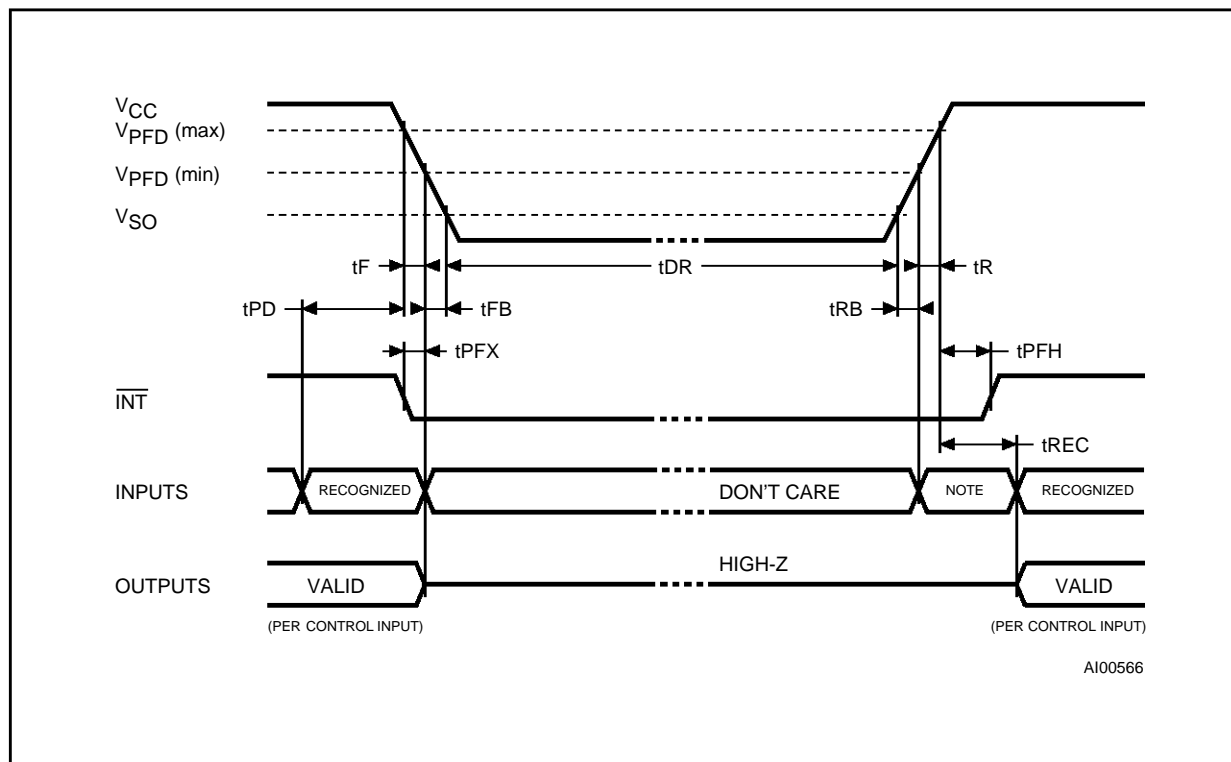 VCC
VPFD (max)
VPFD (min)
VSO
tF
tDR
tR
tPD
tFB
tRB
tPFX
tPFH
INT
tREC
INPUTS
RECOGNIZED
DON'T CARE
NOTE
RECOGNIZED
HIGH-Z
OUTPUTS
VALID
VALID
(PER CONTROL INPUT)
(PER CONTROL INPUT)
AI00566